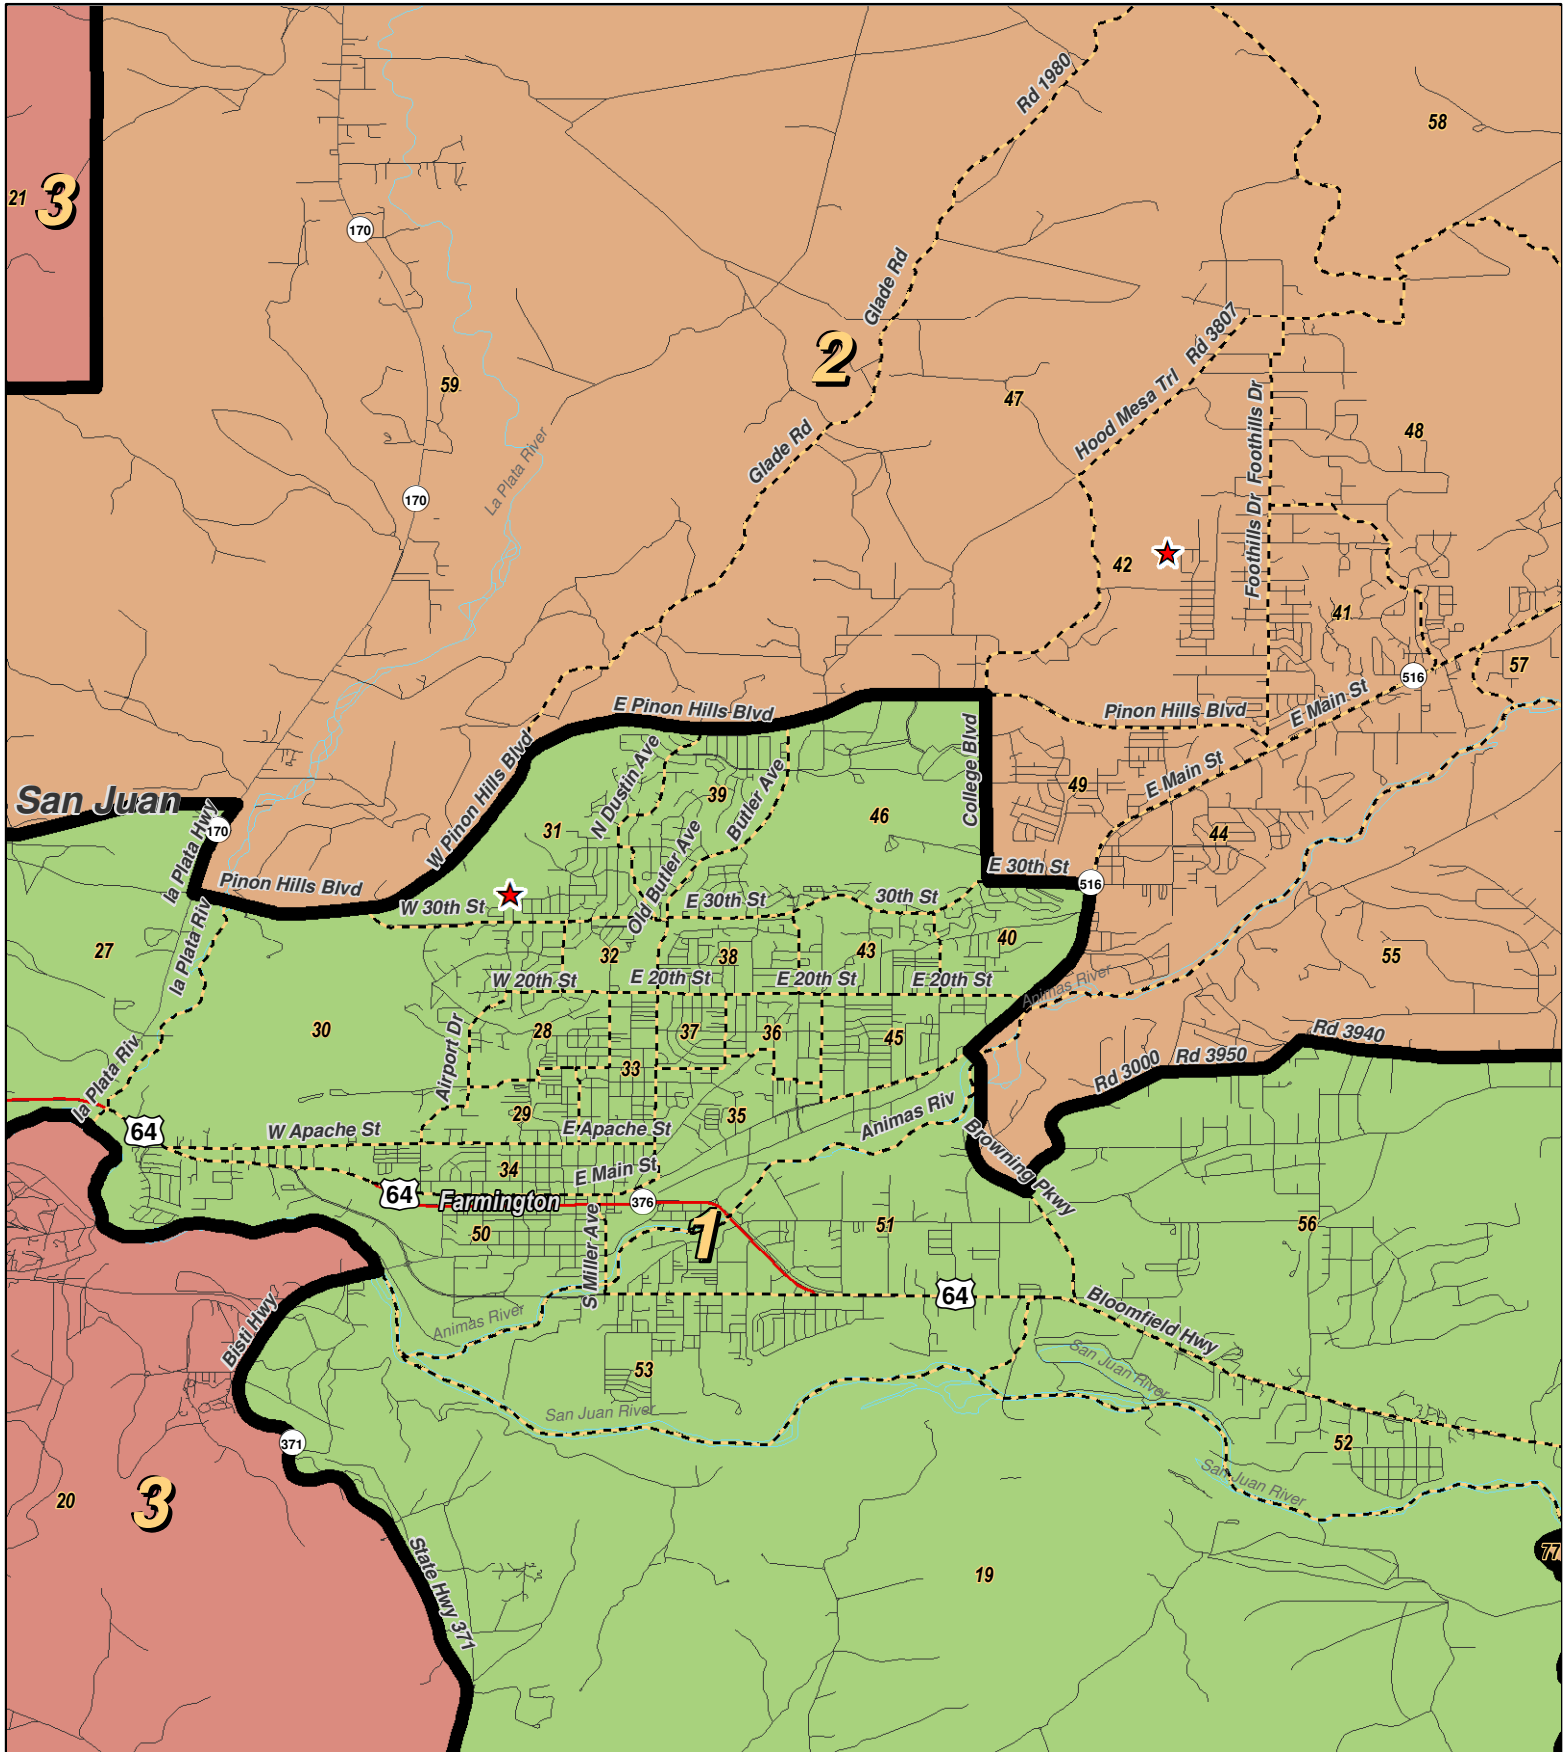 Rd 1980
58
21
3
170
Glade Rd
Rd 3807
2
59
47
Hood Mesa Trl
Foothills Dr
Glade Rd
48
La Plata River
170
Foothills Dr
42
41
57
516
E Pinon Hills Blvd
Pinon Hills Blvd
E Main St
W Pinon Hills Blvd
N Dustin Ave
College Blvd
Butler Ave
E Main St
49
39
San Juan
la Plata Hwy
170
31
46
44
Old Butler Ave
E 30th St
516
Pinon Hills Blvd
W 30th St
E 30th St
30th St
27
la Plata Riv
32
38
43
40
55
W 20th St
E 20th St
E 20th St
E 20th St
Animas River
30
Airport Dr
28
37
36
45
Rd 3940
Rd 3950
Rd 3000
33
la Plata Riv
29
35
Animas Riv
64
W Apache St
E Apache St
Browning Pkwy
34
E Main St
64
Farmington
376
50
S Miller Ave
1
51
56
64
Bloomfield Hwy
Bisti Hwy
Animas River
53
San Juan River
San Juan River
371
52
San Juan River
20
3
State Hwy 371
19
77